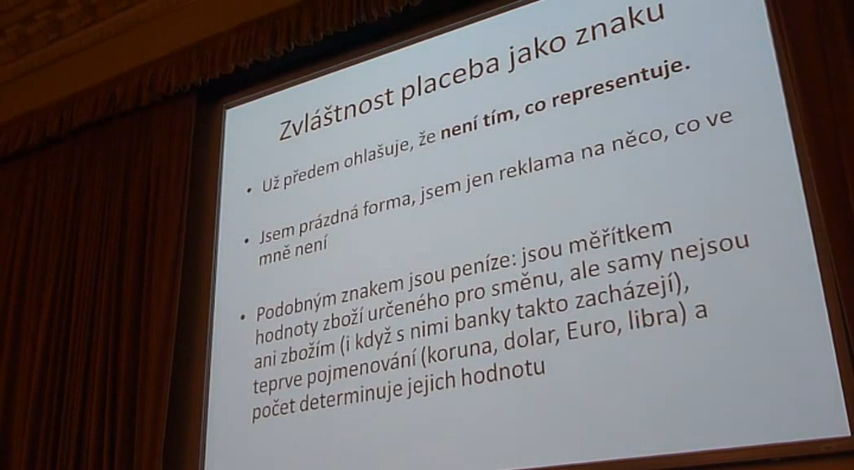 Zvláštnost placeba jako znaku
• Už předem ohlašuje, že není tím, co representuje.
• Jsem prázdná forma, jsem jen reklama na něco, co ve
mně není
• Podobným znakem jsou peníze: jsou měřítkem
hodnoty zboží určeného pro směnu, ale samy nejsou
ani zbožím (i když s nimi banky takto zacházejí),
teprve pojmenování (koruna, dolar, Euro, libra) a
počet determinuje jejich hodnotu